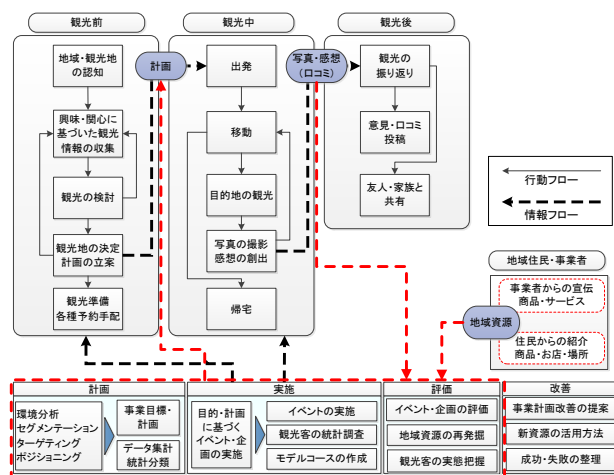 観光前
地域・観光地
の認知
興味・関心に
基づいた観光
情報の収集
観光の検討
観光地の決定
計画の立案
観光準備
各種予約手配
計画
観光中
出発
移動
目的地の観光
写真の撮影
感想の創出
帰宅
写真・感想
(口コミ)
観光後
観光の
振り返り
意見・口コミ
投稿
友人・家族と
共有
行動フロー
情報フロー
地域住民・事業者
事業者からの宣伝
商品・サービス
地域資源
住民からの紹介
商品・お店・場所
計画
環境分析
セグメンテーション
ターゲティング
ポジショニング
事業目標・
計画
データ集計
統計分類
実施
目的・計画
に基づく
イベント・企
画の実施
イベントの実施
観光客の統計調査
モデルコースの作成
評価
イベント・企画の評価
地域資源の再発掘
観光客の実態把握
改善
事業計画改善の提案
新資源の活用方法
成功・失敗の整理